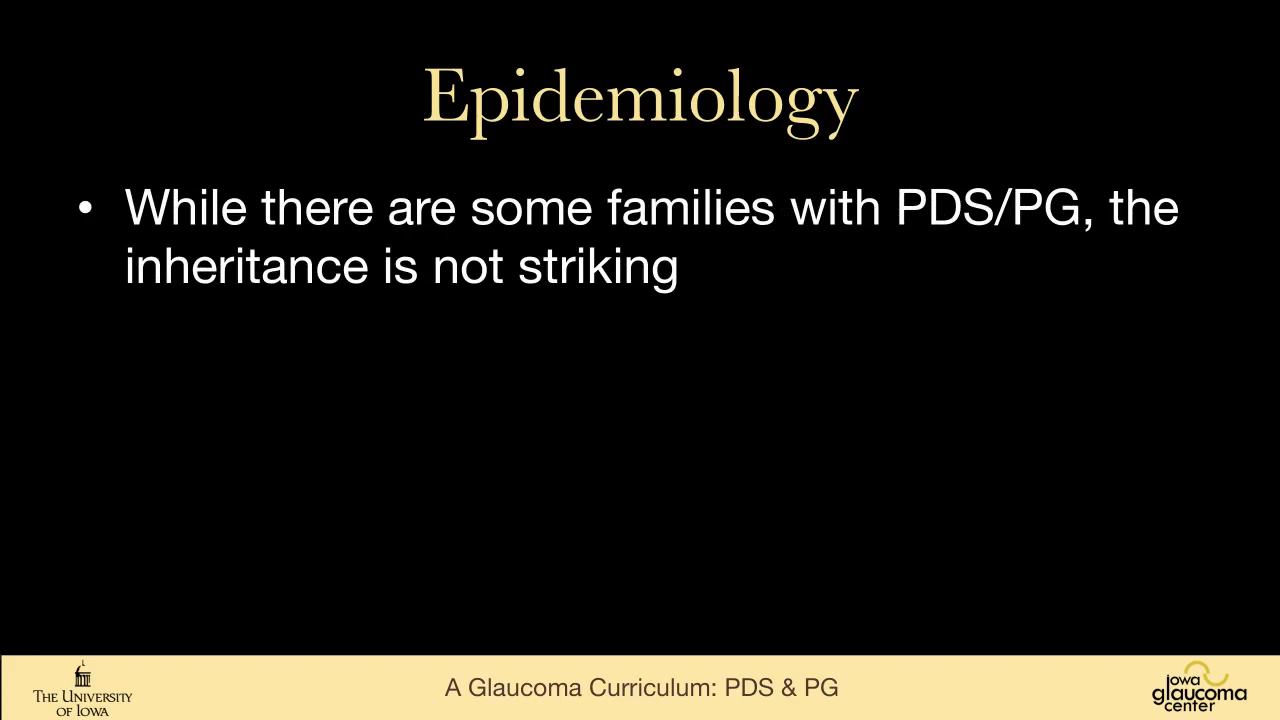 Epidemiology
• While there are some families with PDS/PG, the
inheritance is not striking
THE UNIVERSITY
OF IOWA
A Glaucoma Curriculum: PDS & PG
iowa
glaucoma
center